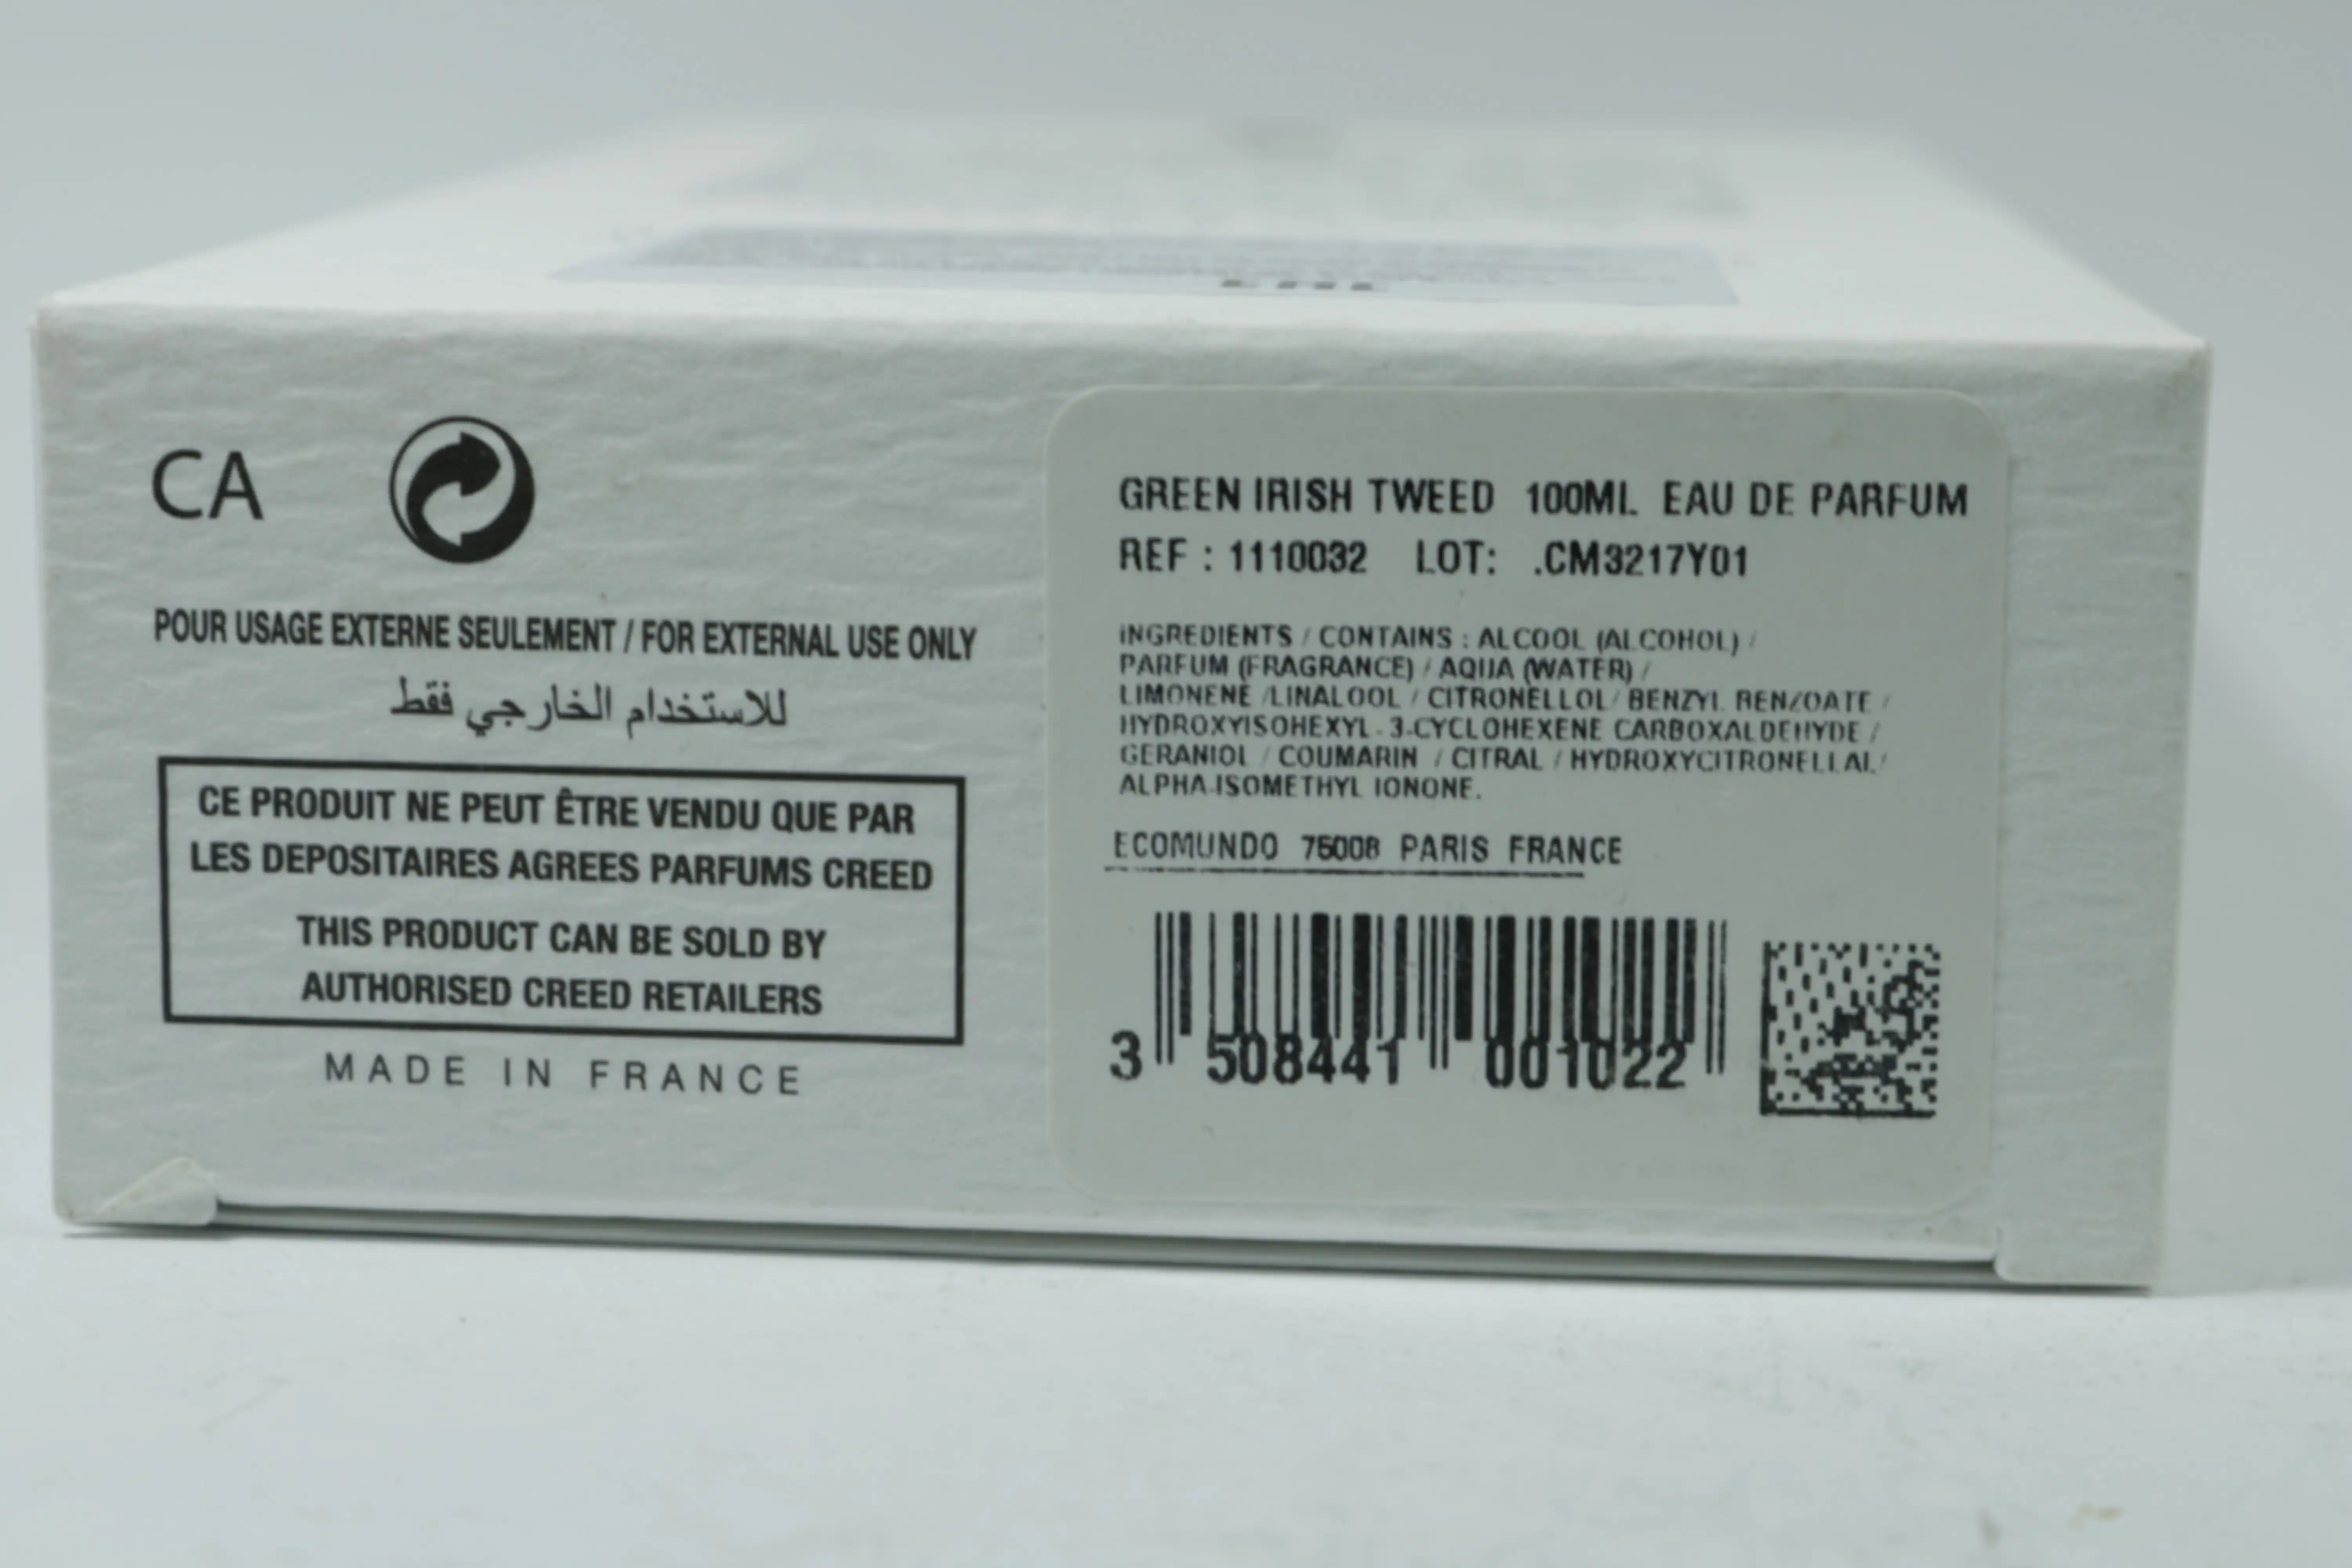 CA
POUR USAGE EXTERNE SEULEMENT / FOR EXTERNAL USE ONLY
للاستخدام الخارجي فقط
CE PRODUIT NE PEUT ÊTRE VENDU QUE PAR
LES DEPOSITAIRES AGREES PARFUMS CREED
THIS PRODUCT CAN BE SOLD BY
AUTHORISED CREED RETAILERS
MADE IN FRANCE
GREEN IRISH TWEED 100ML EAU DE PARFUM
REF : 1110032 LOT: .CM3217Y01
INGREDIENTS / CONTAINS : ALCOOL (ALCOHOL) /
PARFUM (FRAGRANCE) / AQUA (WATER) /
LIMONENE /LINALOOL / CITRONELLOL/ BENZYL BENZOATE /
HYDROXYISOHEXYL-3-CYCLOHEXENE CARBOXALDEHYDE /
GERANIOL / COUMARIN / CITRAL / HYDROXYCITRONELLAL/
ALPHA-ISOMETHYL IONONE.
ECOMUNDO 75008 PARIS FRANCE
3 508441 001022